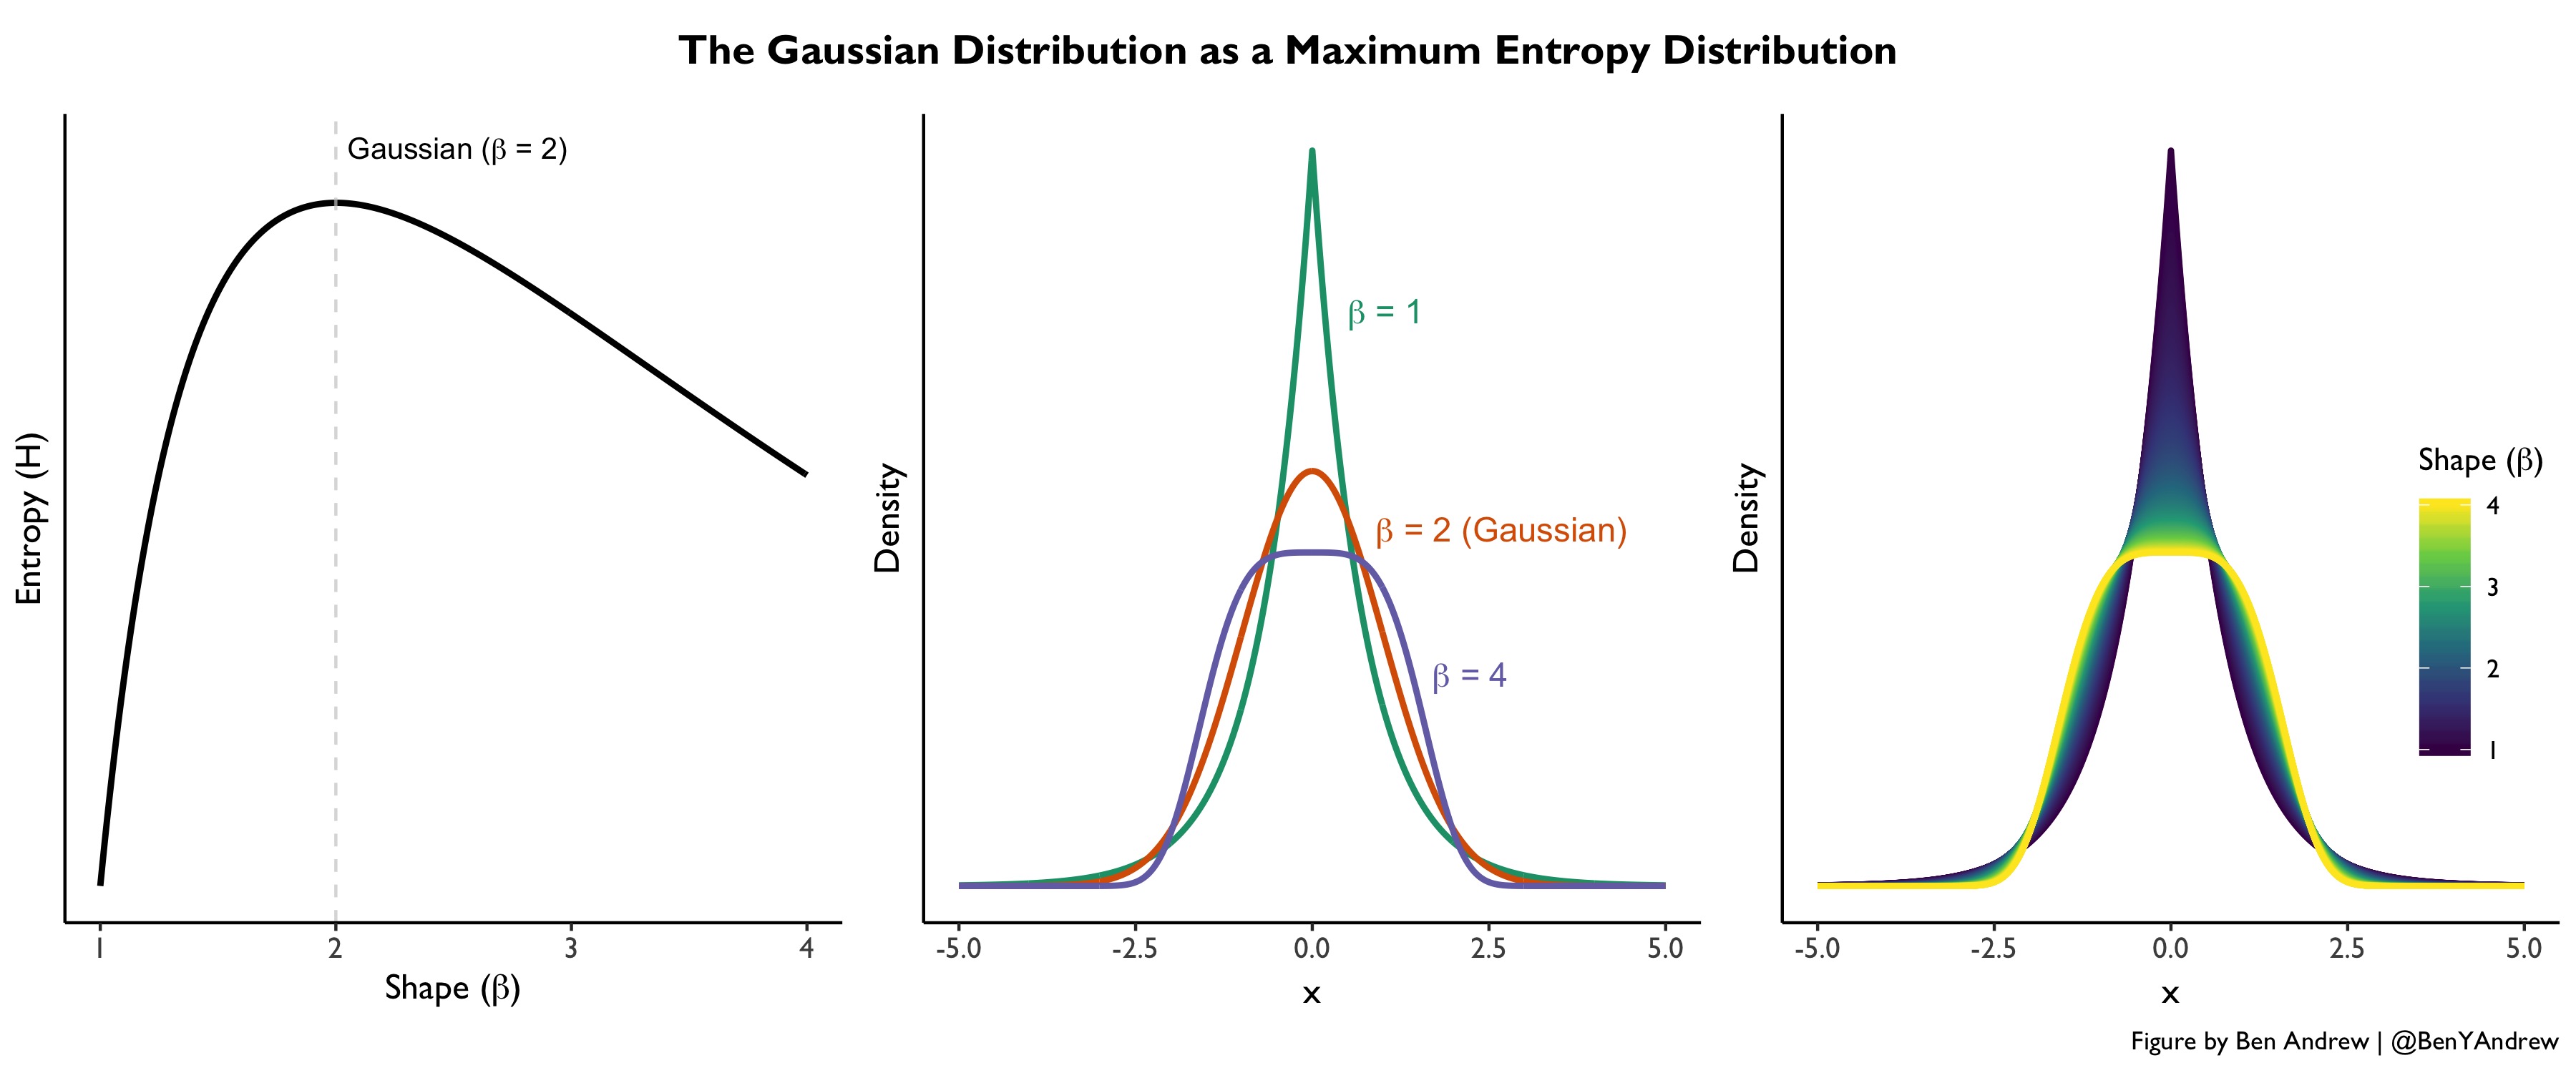 The Gaussian Distribution as a Maximum Entropy Distribution
Gaussian (β = 2)
Entropy (H)
1 2 3 4
Shape (β)
β = 1
β = 2 (Gaussian)
β = 4
Density
-5.0 -2.5 0.0 2.5 5.0
x
Density
Shape (β)
4
3
2
1
-5.0 -2.5 0.0 2.5 5.0
x
Figure by Ben Andrew | @BenYAndrew